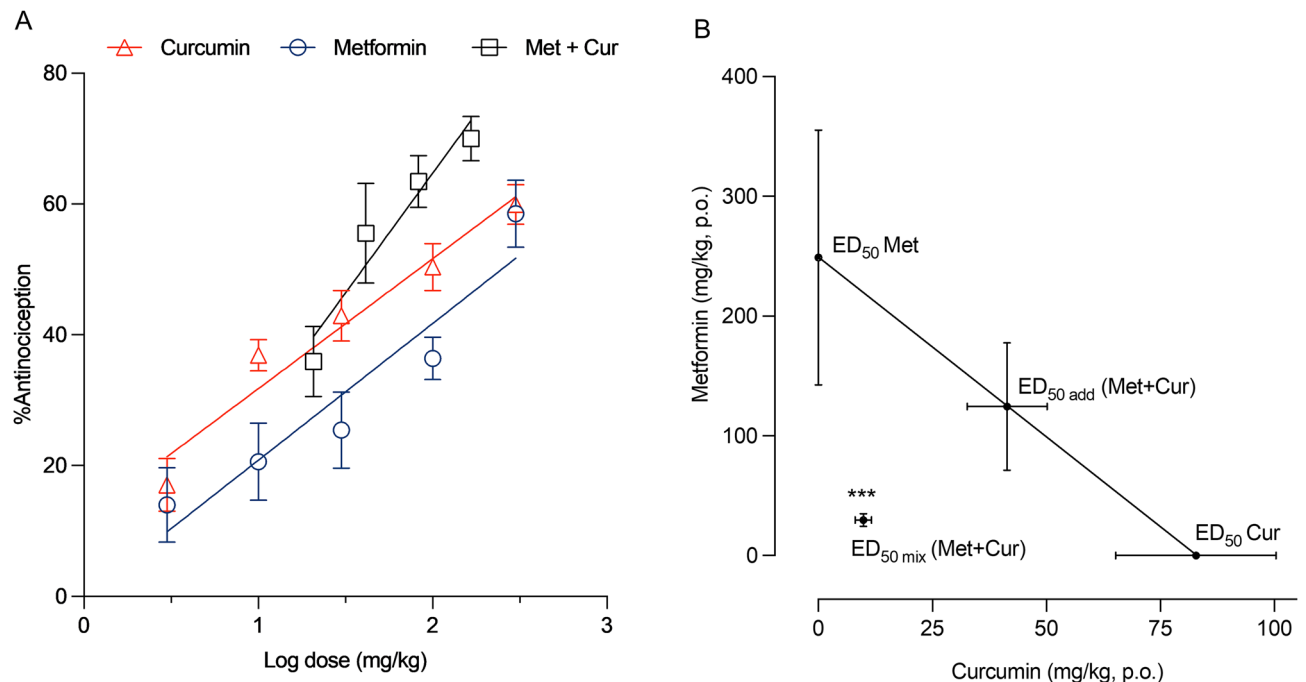 A
Curcumin Metformin Met + Cur
80
60
40
20
0
0 1 2 3
%Antinociception
Log dose (mg/kg)
B
400
300
200
100
0
0 25 50 75 100
Metformin (mg/kg, p.o.)
Curcumin (mg/kg, p.o.)
ED50 Met
ED50 add (Met+Cur)
***
ED50 mix (Met+Cur)
ED50 Cur